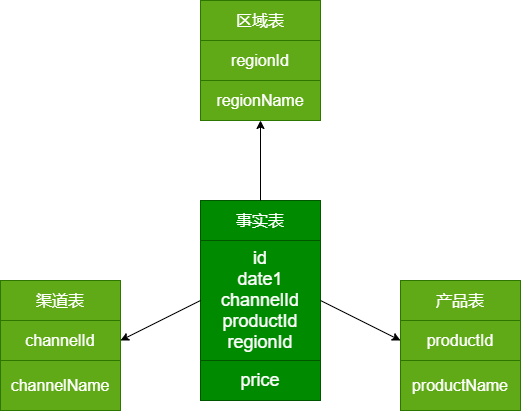 区域表
regionId
regionName
事实表
id
date1
channelId
productId
regionId
price
渠道表
channelId
channelName
产品表
productId
productName